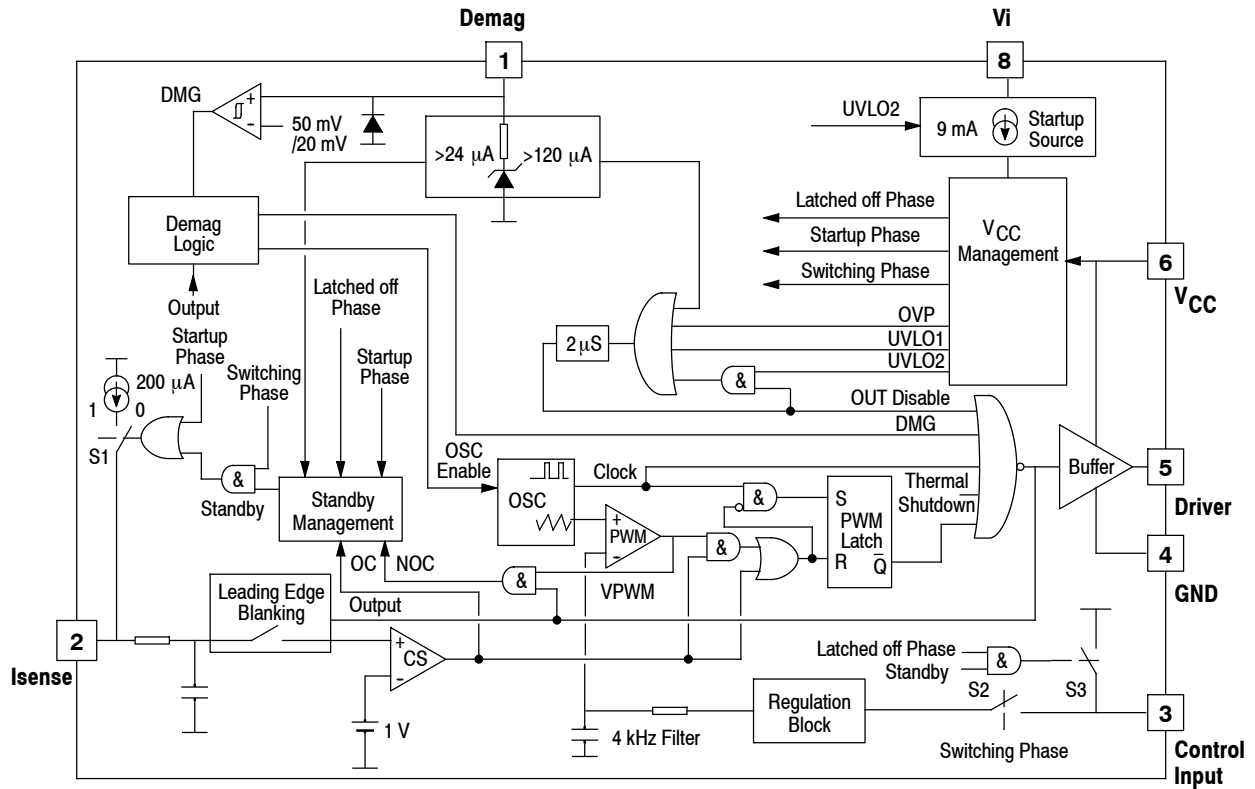 Demag
Vi
1
8
DMG
+
−
50 mV
/20 mV
>24 μA
>120 μA
UVLO2
9 mA
Startup
Source
Demag
Logic
Latched off Phase
Startup Phase
Switching Phase
VCC
Management
6
VCC
Output
Latched off
Phase
Startup
Phase
Switching
Phase
Startup
Phase
200 μA
1
0
S1
2 μS
OVP
UVLO1
UVLO2
&
OUT Disable
DMG
&
Standby
Standby
Management
OSC
Enable
OSC
Clock
&
S
PWM
Latch
R
Q̅
Thermal
Shutdown
Buffer
5
Driver
+
PWM
−
&
VPWM
OC
NOC
&
4
GND
Leading Edge
Blanking
Output
2
Isense
+
CS
−
1 V
4 kHz Filter
Regulation
Block
Latched off Phase
Standby
&
S2
S3
Switching Phase
3
Control
Input